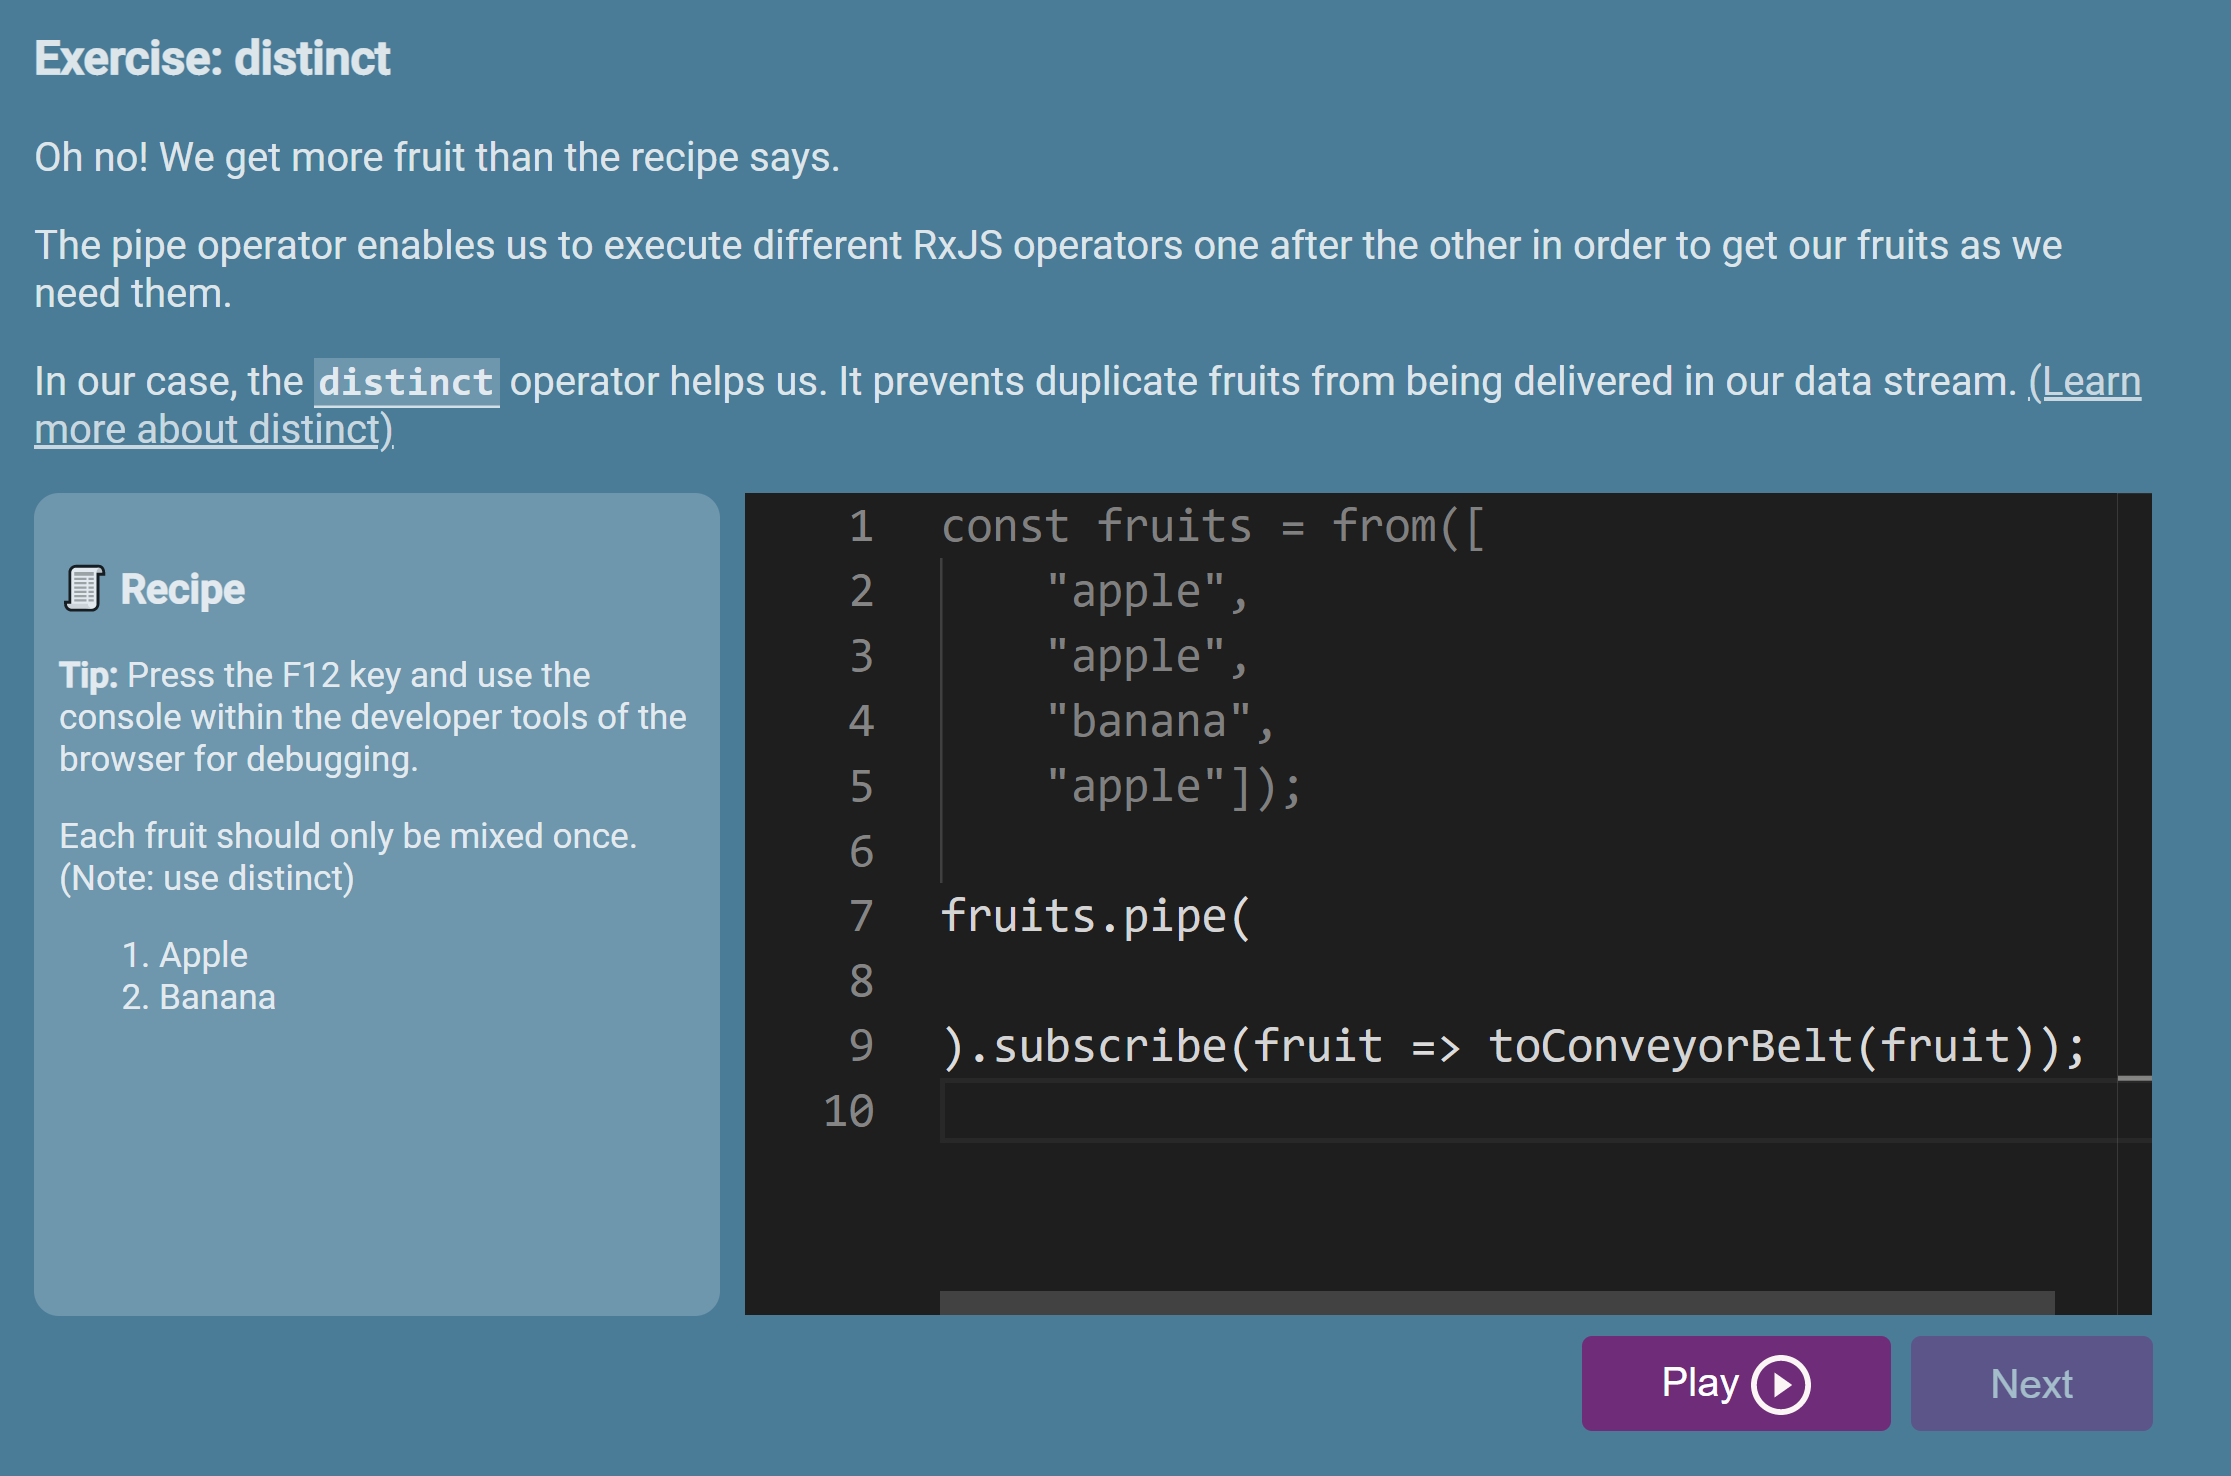 Exercise: distinct
Oh no! We get more fruit than the recipe says.
The pipe operator enables us to execute different RxJS operators one after the other in order to get our fruits as we
need them.
In our case, the distinct operator helps us. It prevents duplicate fruits from being delivered in our data stream. (Learn
more about distinct)
Recipe
Tip: Press the F12 key and use the
console within the developer tools of the
browser for debugging.
Each fruit should only be mixed once.
(Note: use distinct)
1. Apple
2. Banana
1 const fruits = from([
2     "apple",
3     "apple",
4     "banana",
5     "apple"]);
6
7 fruits.pipe(
8
9 ).subscribe(fruit => toConveyorBelt(fruit));
10
Play
Next